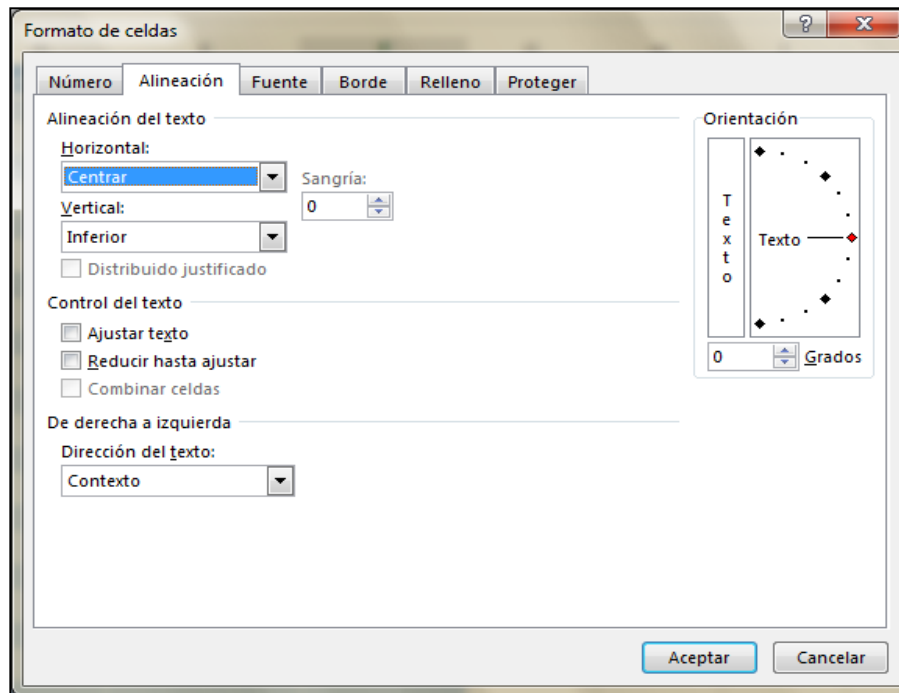 Formato de celdas
Número Alineación Fuente Borde Relleno Proteger
Alineación del texto
Horizontal:
Centrar
Sangría:
0
Vertical:
Inferior
Distribuido justificado
Control del texto
Ajustar texto
Reducir hasta ajustar
Combinar celdas
De derecha a izquierda
Dirección del texto:
Contexto
Orientación
Texto
Texto
0 Grados
Aceptar Cancelar